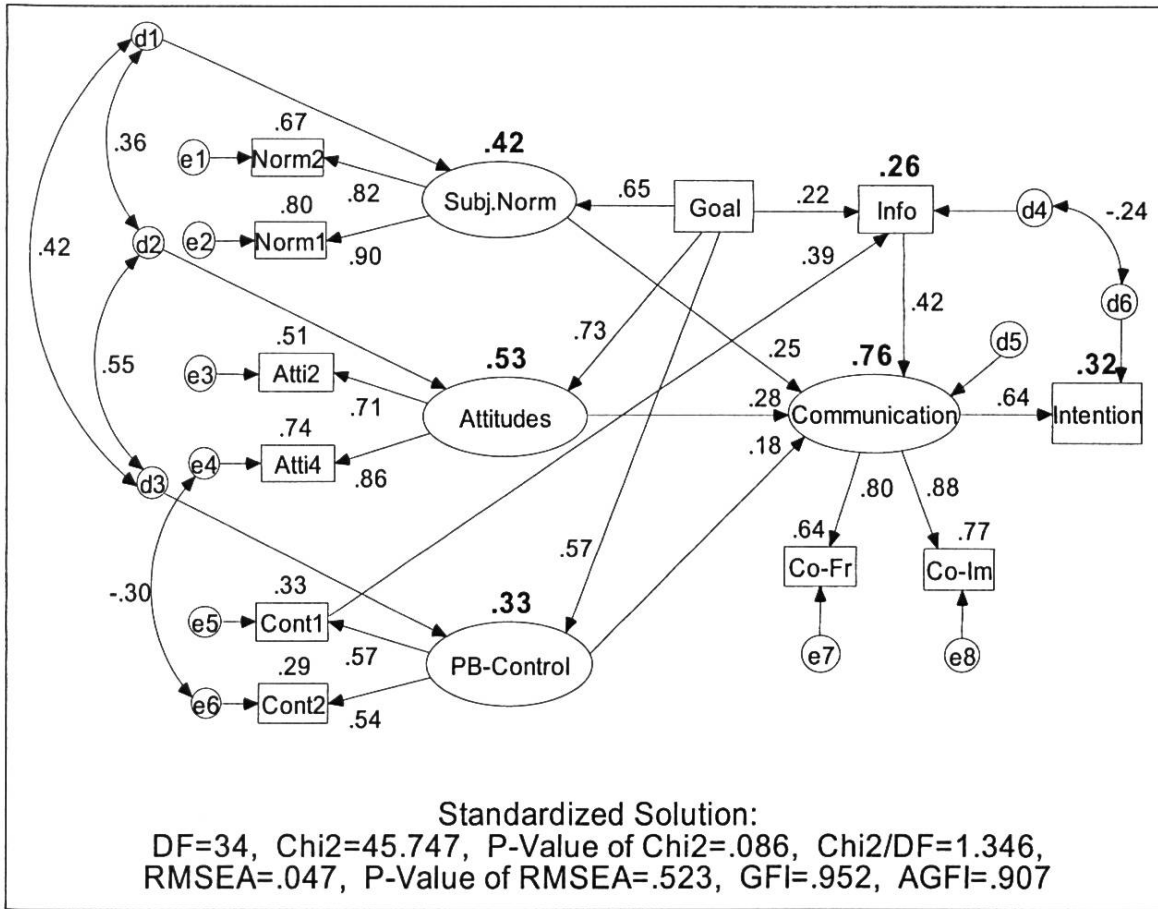 d1
.67
.42
.26
.36
e1
Norm2
.82
Subj.Norm
.65
Goal
.22
Info
d4
-.24
.80
e2
Norm1
.90
.39
d2
.42
.42
d6
.73
.51
.53
.25
.76
d5
.32
.55
e3
Atti2
.71
Attitudes
.28
Communication
.64
Intention
.74
.18
e4
Atti4
.86
d3
.80
.88
.57
.64
.77
-.30
.33
.33
Co-Fr
Co-Im
e5
Cont1
.57
PB-Control
.29
e7
e8
e6
Cont2
.54
Standardized Solution:
DF=34, Chi2=45.747, P-Value of Chi2=.086, Chi2/DF=1.346,
RMSEA=.047, P-Value of RMSEA=.523, GFI=.952, AGFI=.907